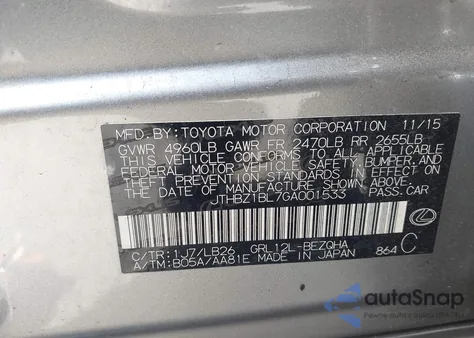 MFD. BY: TOYOTA MOTOR CORPORATION 11/15
GVWR 4960LB GAWR FR 2470LB RR 2655LB
THIS VEHICLE CONFORMS TO ALL APPLICABLE
FEDERAL MOTOR VEHICLE SAFETY, BUMPER, AND
THEFT PREVENTION STANDARDS IN EFFECT ON
THE DATE OF MANUFACTURE SHOWN ABOVE.
JTHBZ1BL7GA001533 PASS.CAR
C/TR: 1J7/LB26 GRL12L-BEZQHA C
A/TM: B05A/AA81E MADE IN JAPAN 864
autoSnap